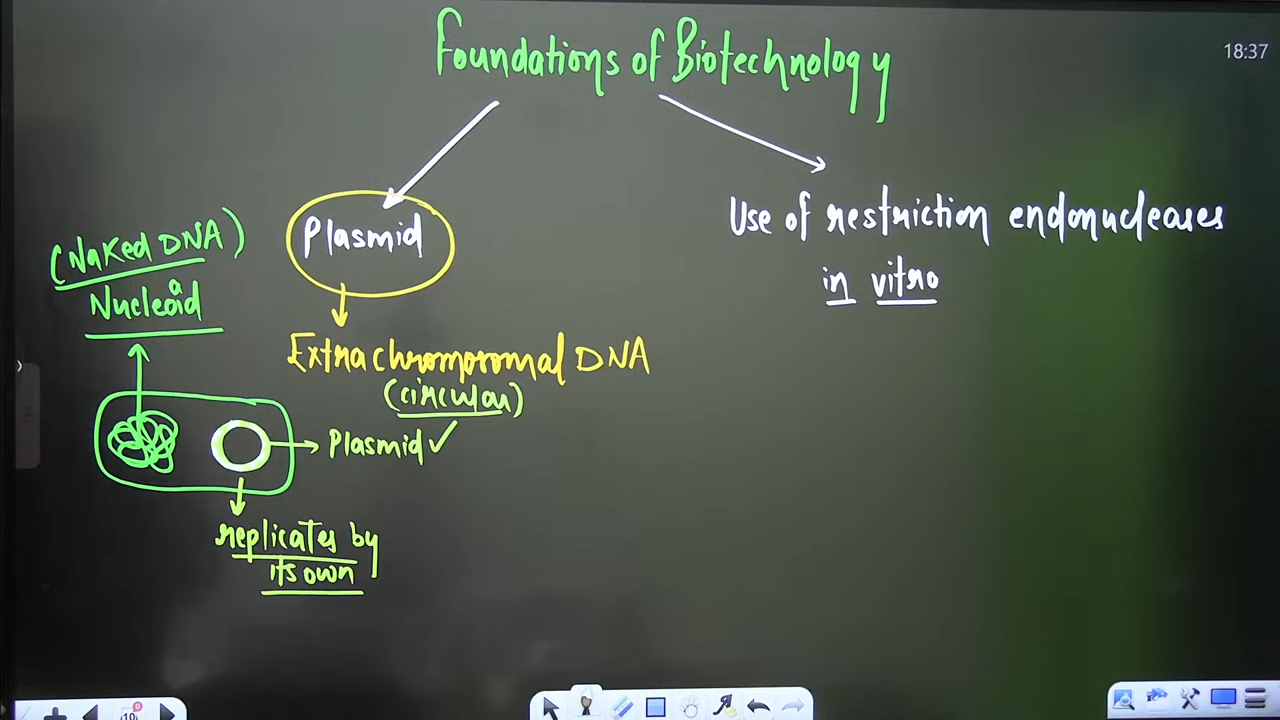 Foundations of Biotechnology
18:37
Plasmid
Use of restriction endonucleases
in vitro
(Naked DNA)
Nucleoid
Extrachromosomal DNA
(circular)
Plasmid ✓
replicates by
its own
10